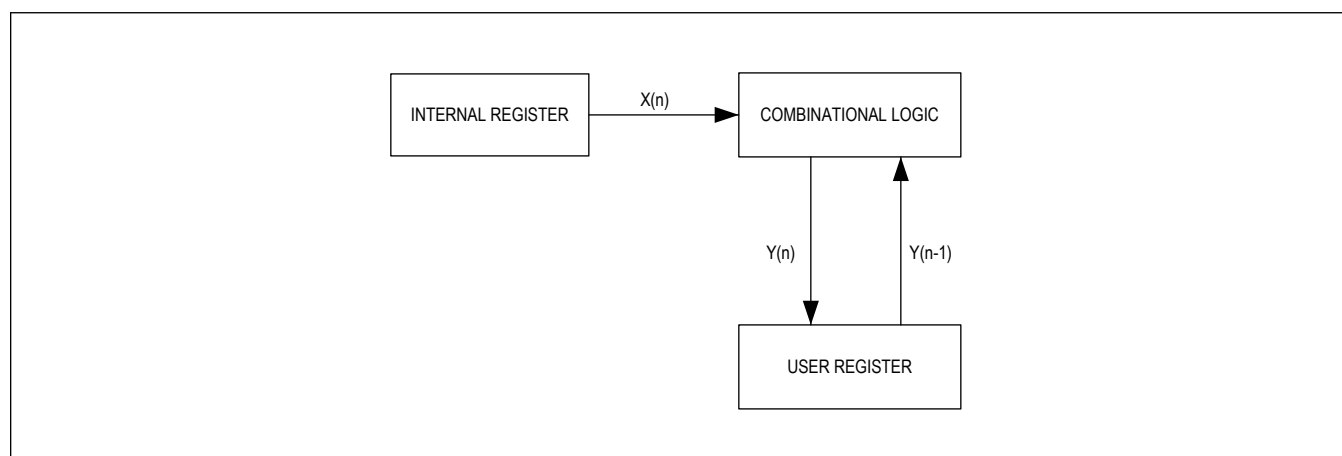 INTERNAL REGISTER
X(n)
COMBINATIONAL LOGIC
Y(n)
Y(n-1)
USER REGISTER